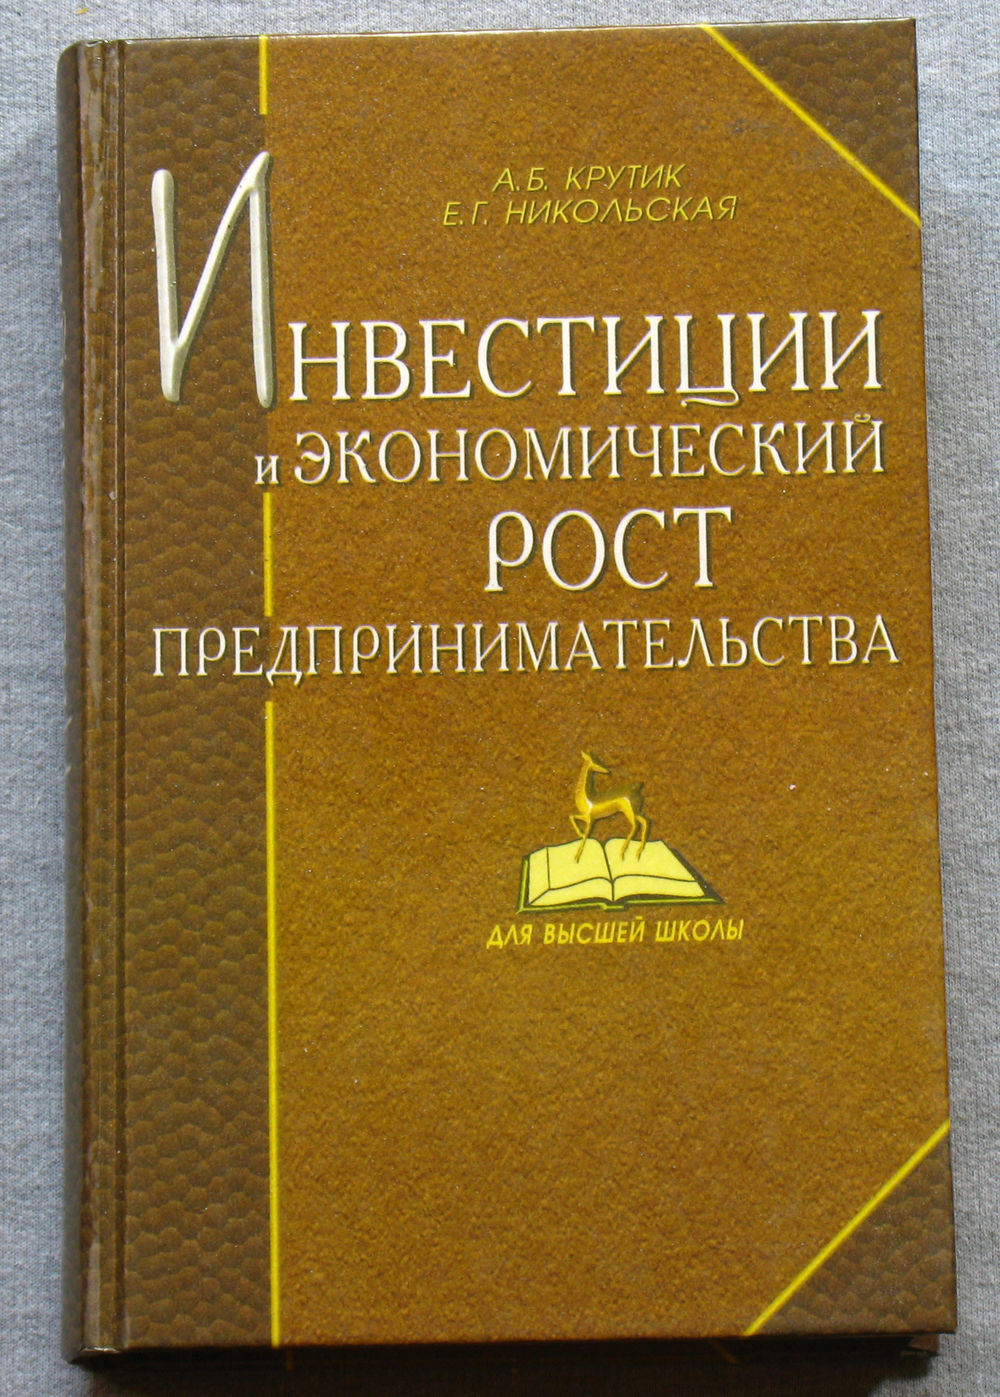 А. Б. КРУТИК
Е. Г. НИКОЛЬСКАЯ
ИНВЕСТИЦИИ
И ЭКОНОМИЧЕСКИЙ
РОСТ
ПРЕДПРИНИМАТЕЛЬСТВА
ДЛЯ ВЫСШЕЙ ШКОЛЫ